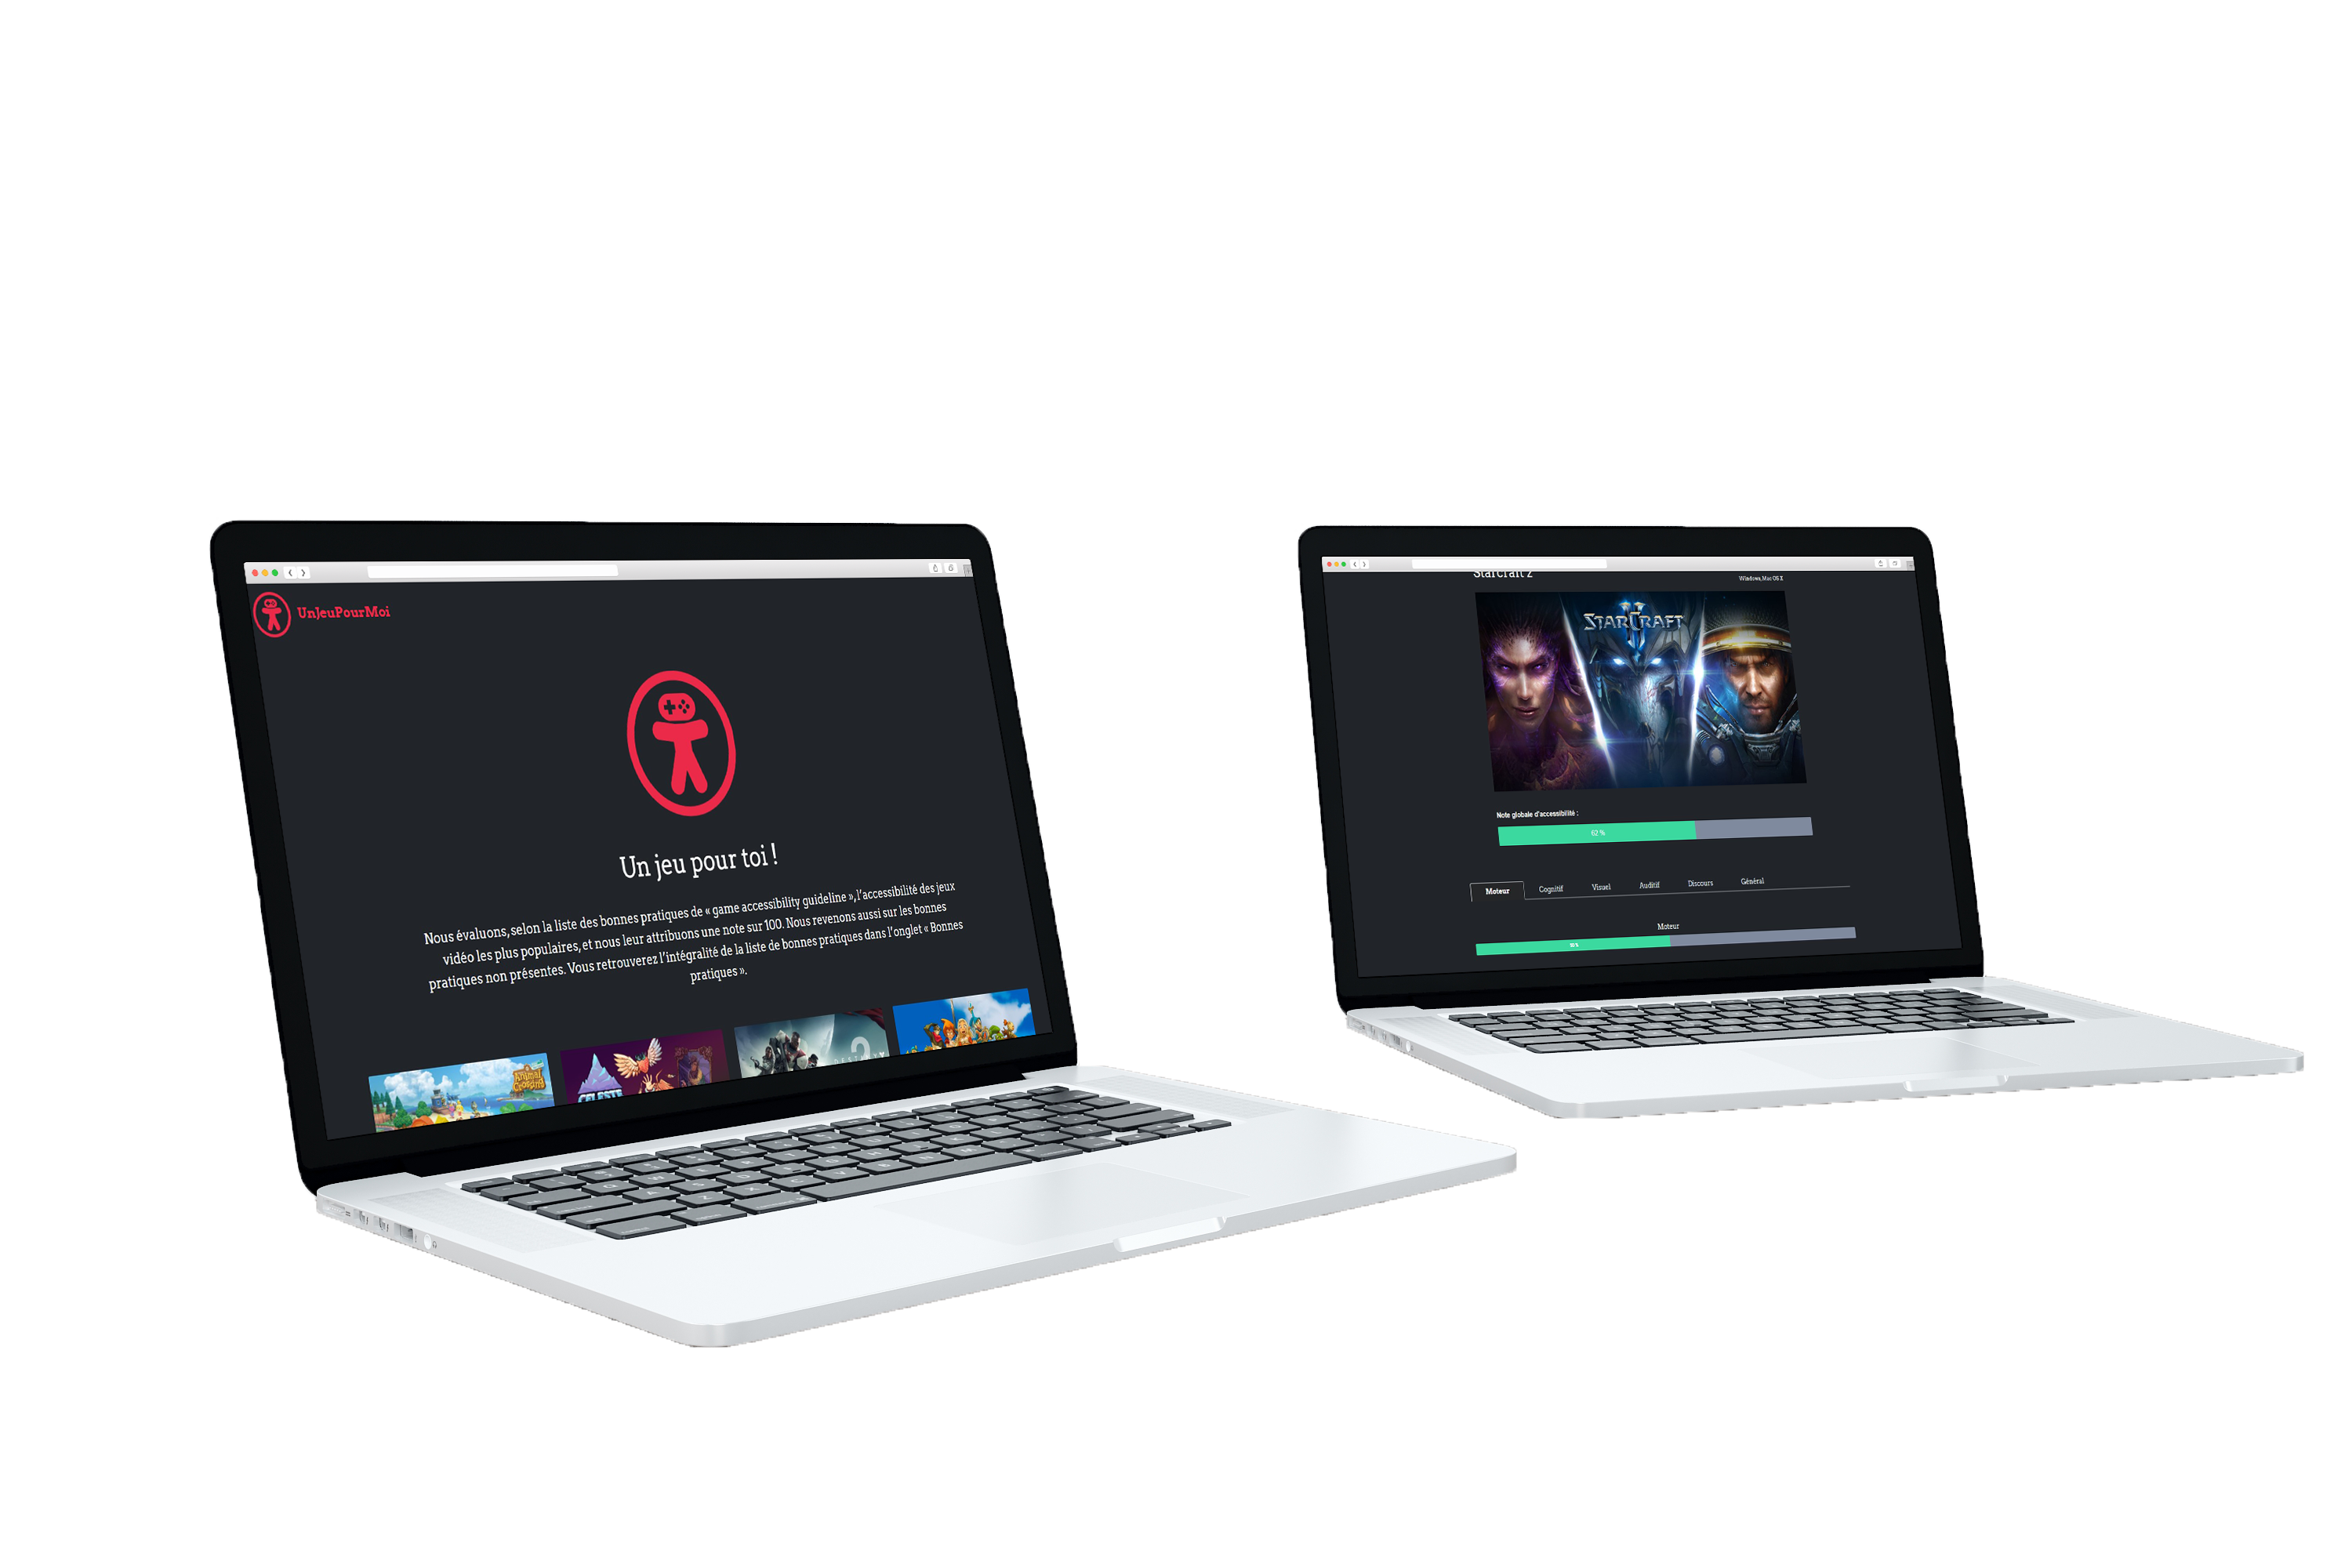 UnJeuPourMoi
Un jeu pour toi !
Nous évaluons, selon la liste des bonnes pratiques de « game accessibility guideline », l'accessibilité des jeux
vidéo les plus populaires, et nous leur attribuons une note sur 100. Nous revenons aussi sur les bonnes
pratiques non présentes. Vous retrouverez l'intégralité de la liste de bonnes pratiques dans l'onglet « Bonnes
pratiques ».
Animal
Crossing
CELESTE
DESTINY 2
Starcraft 2
Windows, Mac OS X
STARCRAFT
II
Note globale d'accessibilité :
62 %
Moteur Cognitif Visuel Auditif Discours Général
Moteur